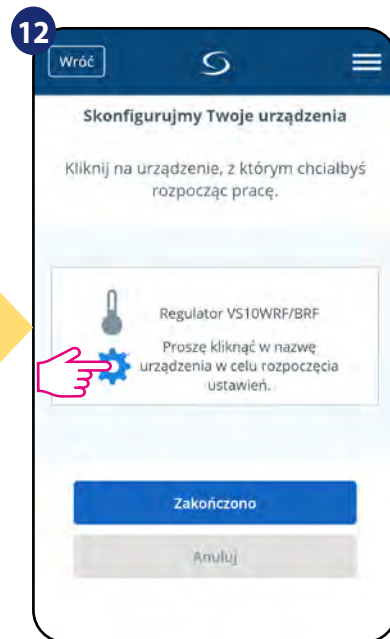 12
Wróć
Skonfigurujmy Twoje urządzenia
Kliknij na urządzenie, z którym chciałbyś
rozpocząc pracę.
Regulator VS10WRF/BRF
Proszę kliknąć w nazwę
urządzenia w celu rozpoczęcia
ustawień.
Zakończono
Anuluj